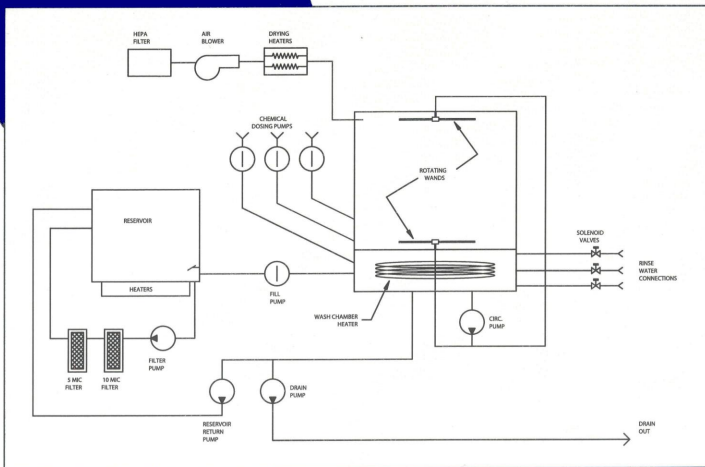 HEPA
FILTER
AIR
BLOWER
DRYING
HEATERS
CHEMICAL
DOSING PUMPS
ROTATING
WANDS
RESERVOIR
HEATERS
SOLENOID
VALVES
RINSE
WATER
CONNECTIONS
FILL
PUMP
WASH CHAMBER
HEATER
CIRC.
PUMP
FILTER
PUMP
5 MIC
FILTER
10 MIC
FILTER
RESERVOIR
RETURN
PUMP
DRAIN
PUMP
DRAIN
OUT